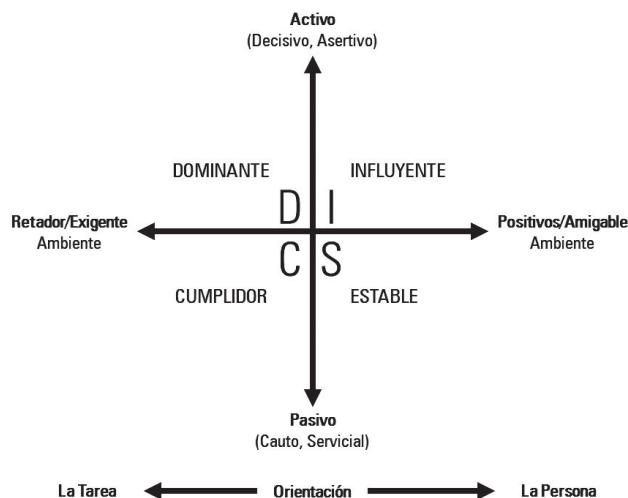 Activo
(Decisivo, Asertivo)
DOMINANTE INFLUYENTE
D I
Retador/Exigente
Ambiente
Positivos/Amigable
Ambiente
C S
CUMPLIDOR ESTABLE
Pasivo
(Cauto, Servicial)
La Tarea Orientación La Persona